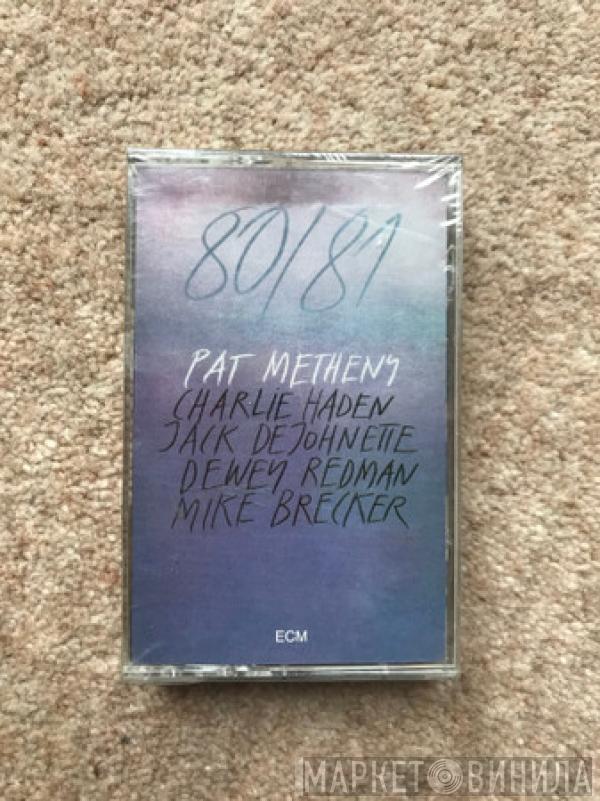 80/81
PAT METHENY
CHARLIE HADEN
JACK DEJOHNETTE
DEWEY REDMAN
MIKE BRECKER
ECM
МАРКЕТ ВИНИЛА